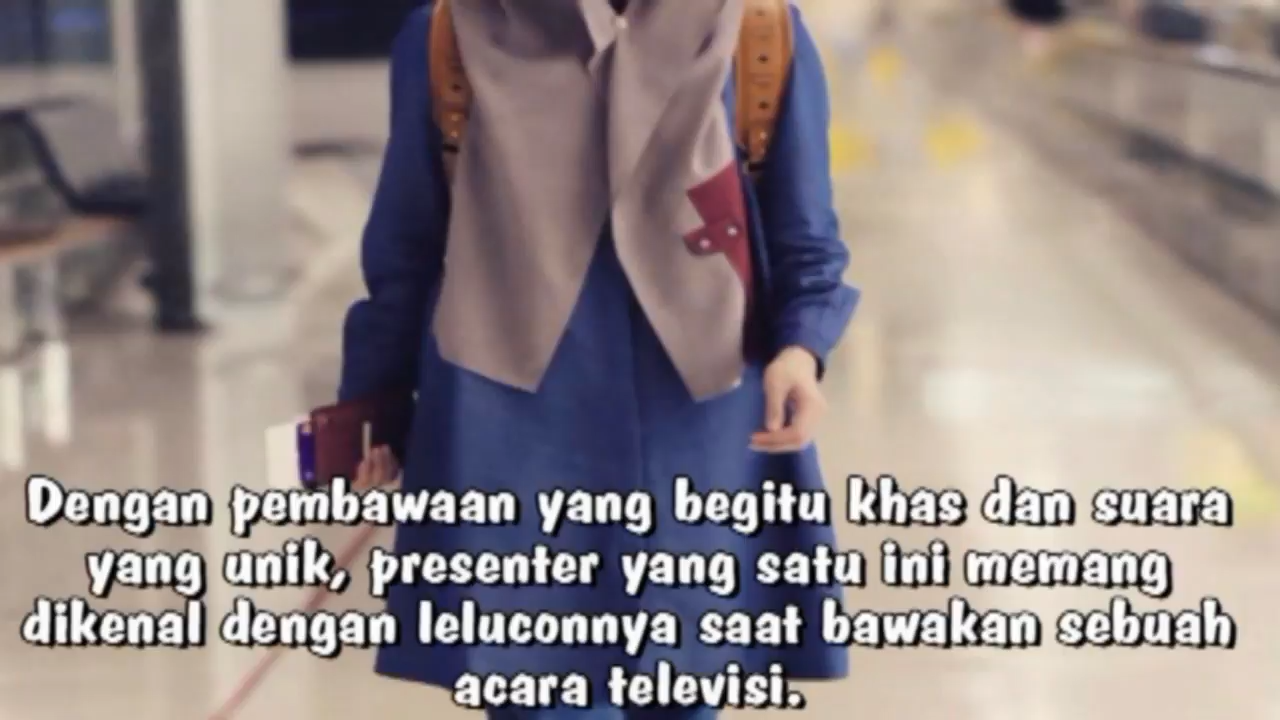 Dengan pembawaan yang begitu khas dan suara
yang unik, presenter yang satu ini memang
dikenal dengan leluconnya saat bawakan sebuah
acara televisi.